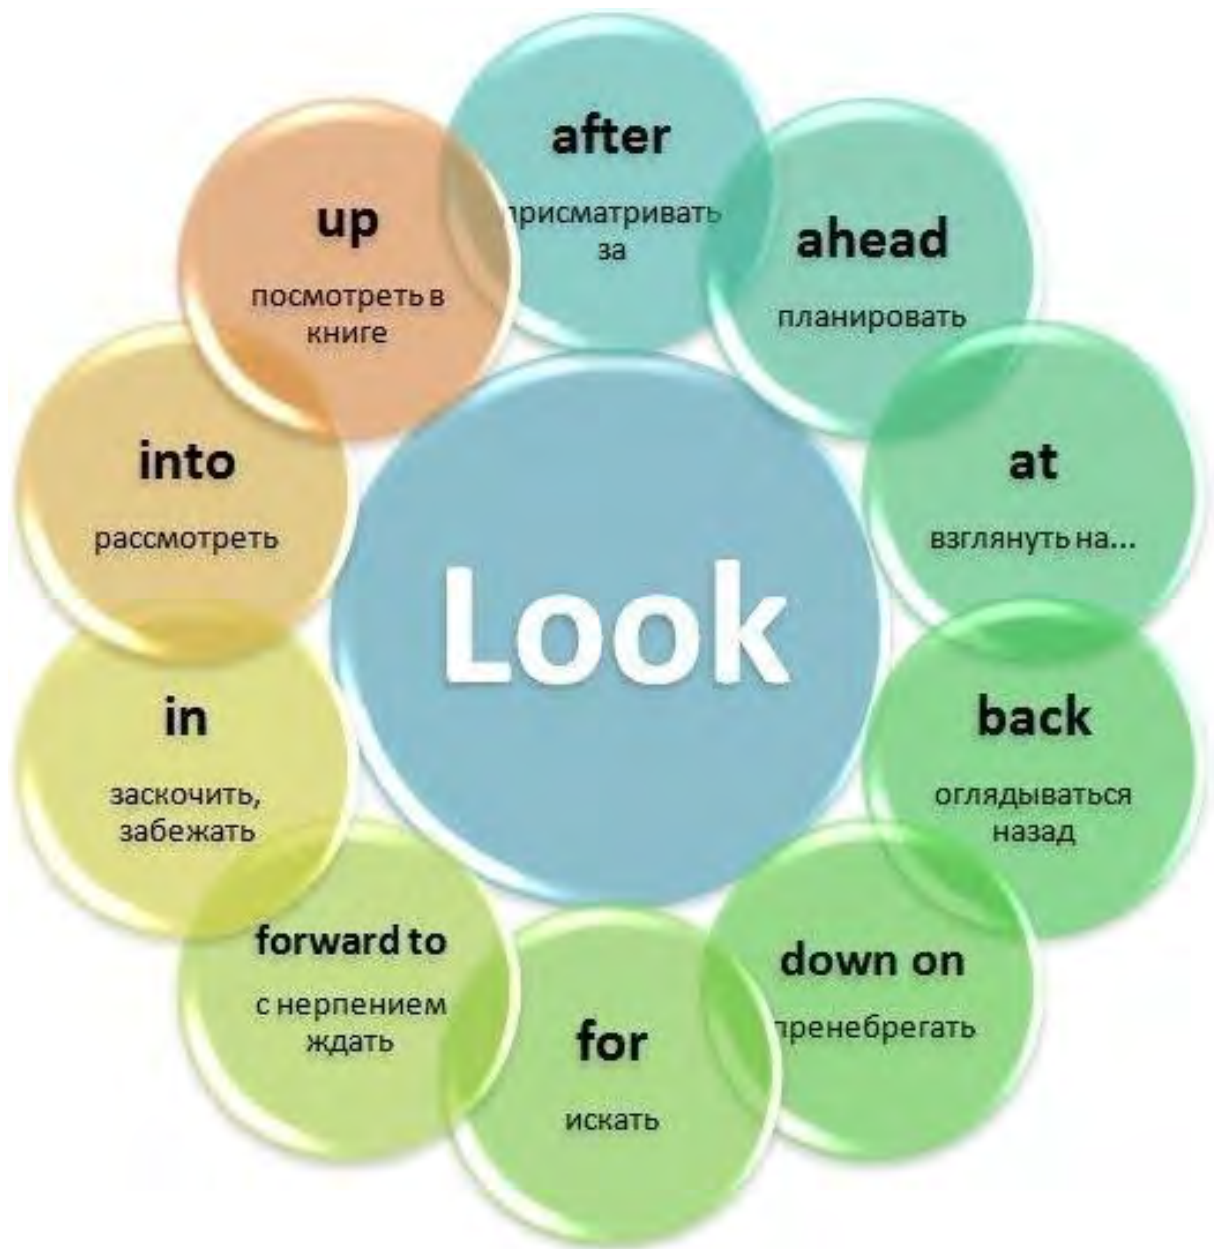 Look
after
присматривать
за
ahead
планировать
at
взглянуть на...
back
оглядываться
назад
down on
пренебрегать
for
искать
forward to
с нерпением
ждать
in
заскочить,
забежать
into
рассмотреть
up
посмотреть в
книге